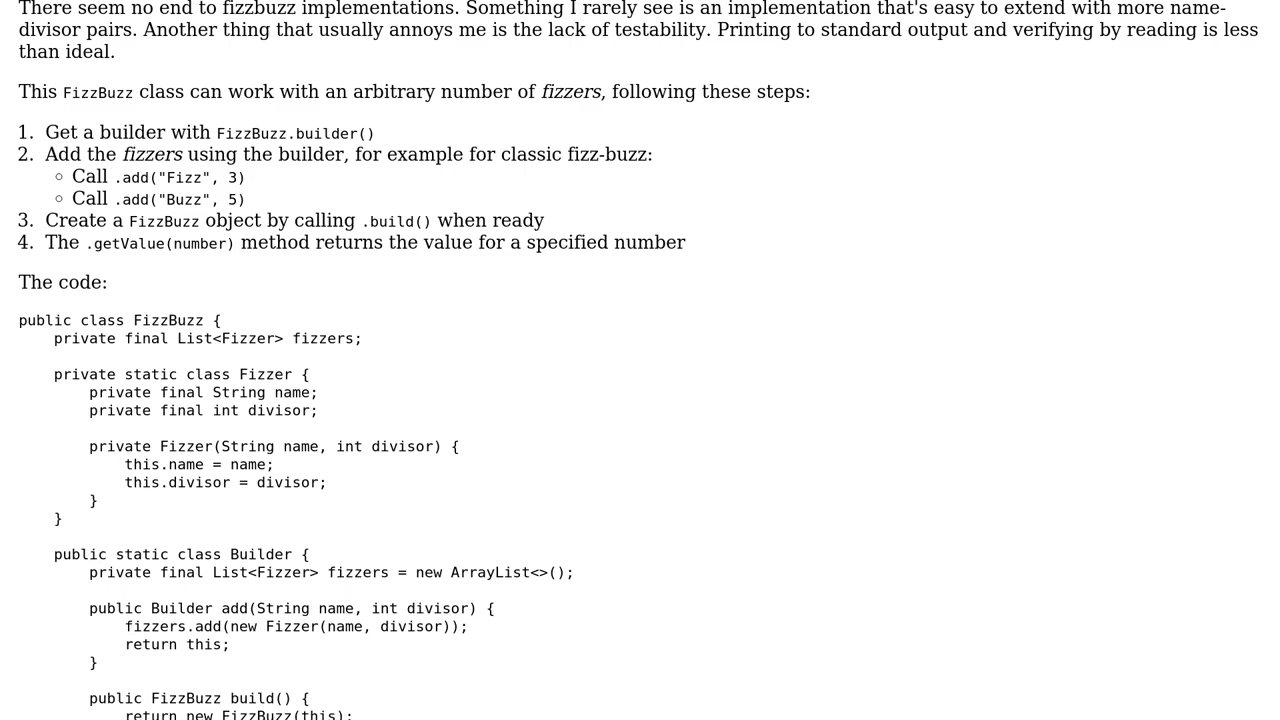 There seem no end to fizzbuzz implementations. Something I rarely see is an implementation that's easy to extend with more name-
divisor pairs. Another thing that usually annoys me is the lack of testability. Printing to standard output and verifying by reading is less
than ideal.
This FizzBuzz class can work with an arbitrary number of fizzers, following these steps:
1. Get a builder with FizzBuzz.builder()
2. Add the fizzers using the builder, for example for classic fizz-buzz:
◦ Call .add("Fizz", 3)
◦ Call .add("Buzz", 5)
3. Create a FizzBuzz object by calling .build() when ready
4. The .getValue(number) method returns the value for a specified number
The code:
public class FizzBuzz {
    private final List<Fizzer> fizzers;
    private static class Fizzer {
        private final String name;
        private final int divisor;
        private Fizzer(String name, int divisor) {
            this.name = name;
            this.divisor = divisor;
        }
    }
    public static class Builder {
        private final List<Fizzer> fizzers = new ArrayList<>();
        public Builder add(String name, int divisor) {
            fizzers.add(new Fizzer(name, divisor));
            return this;
        }
        public FizzBuzz build() {
            return new FizzBuzz(this);